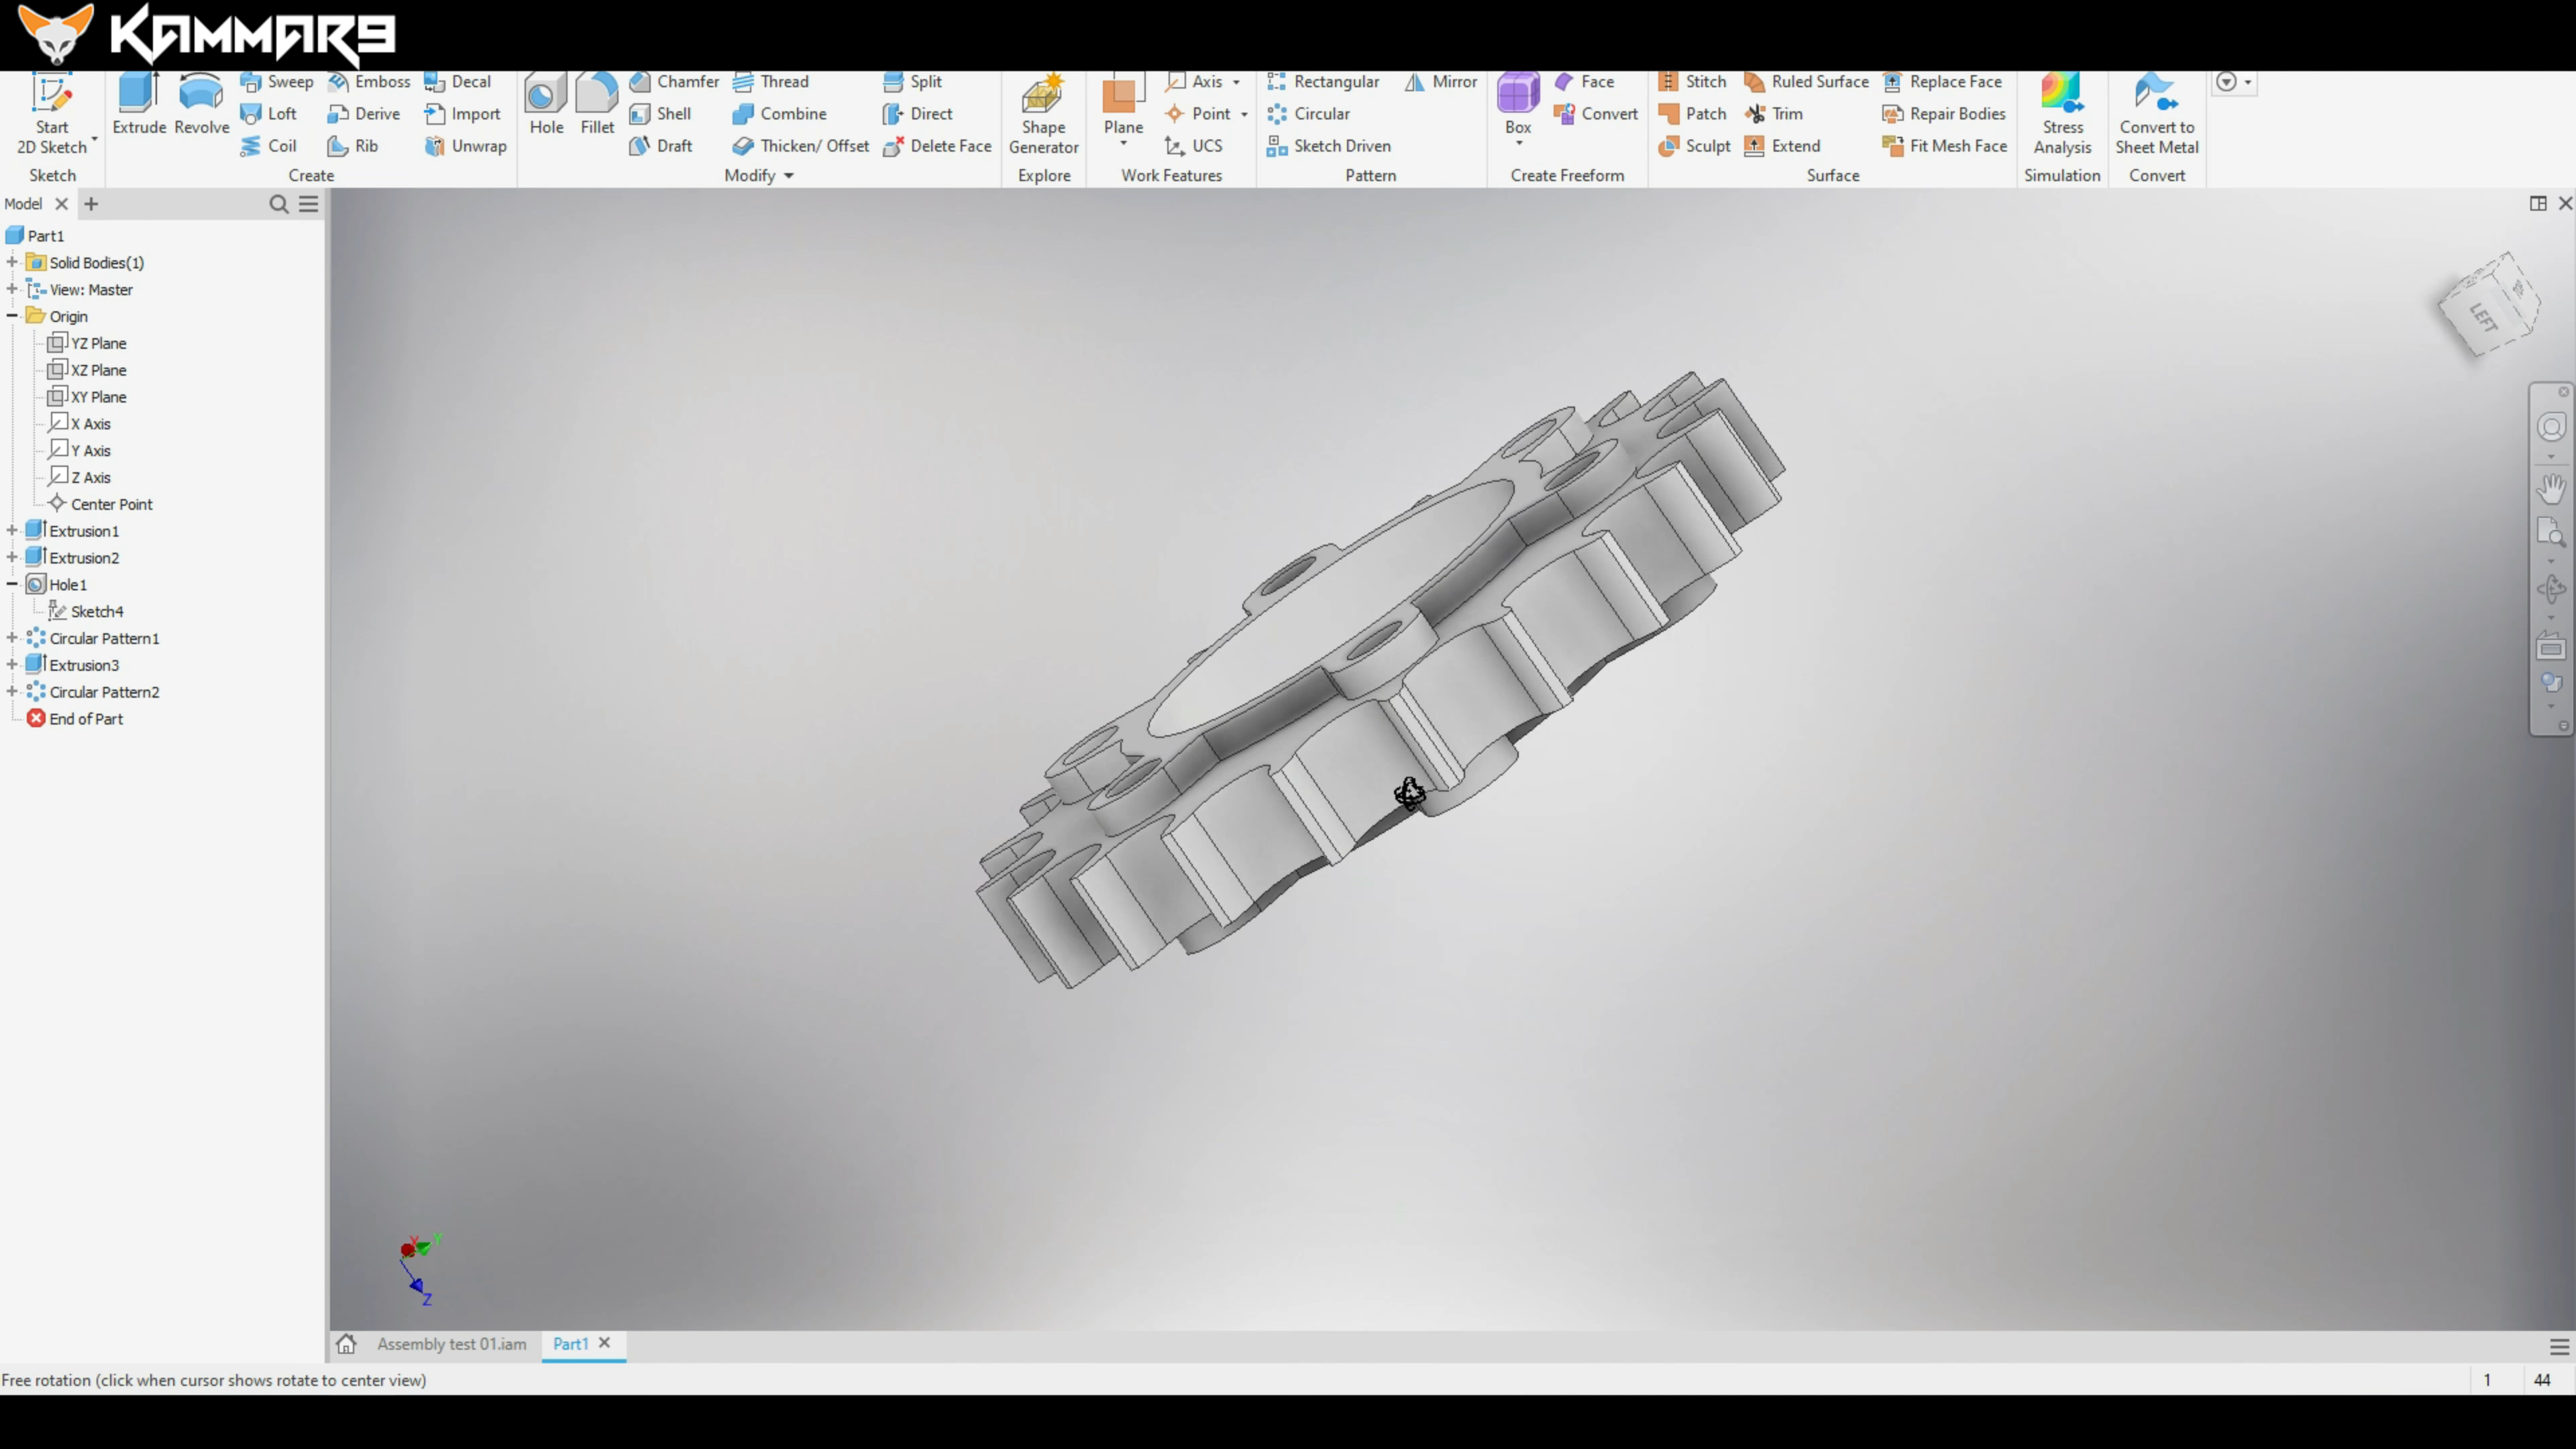 KAMMAR9
Start
2D Sketch
Sketch
Extrude
Revolve
Sweep
Loft
Coil
Emboss
Derive
Rib
Decal
Import
Unwrap
Create
Hole
Fillet
Chamfer
Shell
Draft
Thread
Combine
Thicken/ Offset
Split
Direct
Delete Face
Modify
Shape
Generator
Explore
Plane
Axis
Point
UCS
Work Features
Rectangular
Circular
Sketch Driven
Mirror
Pattern
Box
Face
Convert
Create Freeform
Stitch
Patch
Sculpt
Ruled Surface
Trim
Extend
Replace Face
Repair Bodies
Fit Mesh Face
Surface
Stress
Analysis
Simulation
Convert to
Sheet Metal
Convert
Model
Part1
Solid Bodies(1)
View: Master
Origin
YZ Plane
XZ Plane
XY Plane
X Axis
Y Axis
Z Axis
Center Point
Extrusion1
Extrusion2
Hole1
Sketch4
Circular Pattern1
Extrusion3
Circular Pattern2
End of Part
LEFT
X
Y
Z
Assembly test 01.iam
Part1
Free rotation (click when cursor shows rotate to center view)
1
44